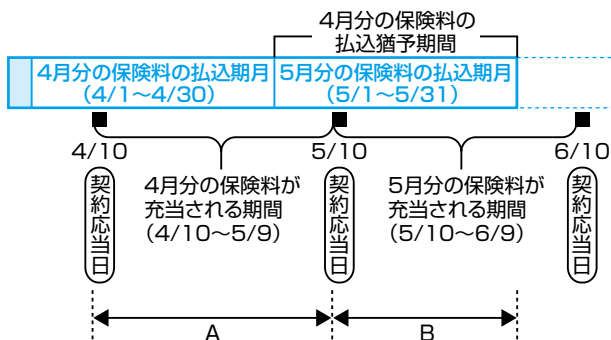 4月分の保険料の
払込猶予期間
4月分の保険料の払込期月
(4/1〜4/30)
5月分の保険料の払込期月
(5/1〜5/31)
4/10
5/10
6/10
契約応当日
4月分の保険料が
充当される期間
(4/10〜5/9)
契約応当日
5月分の保険料が
充当される期間
(5/10〜6/9)
契約応当日
A
B